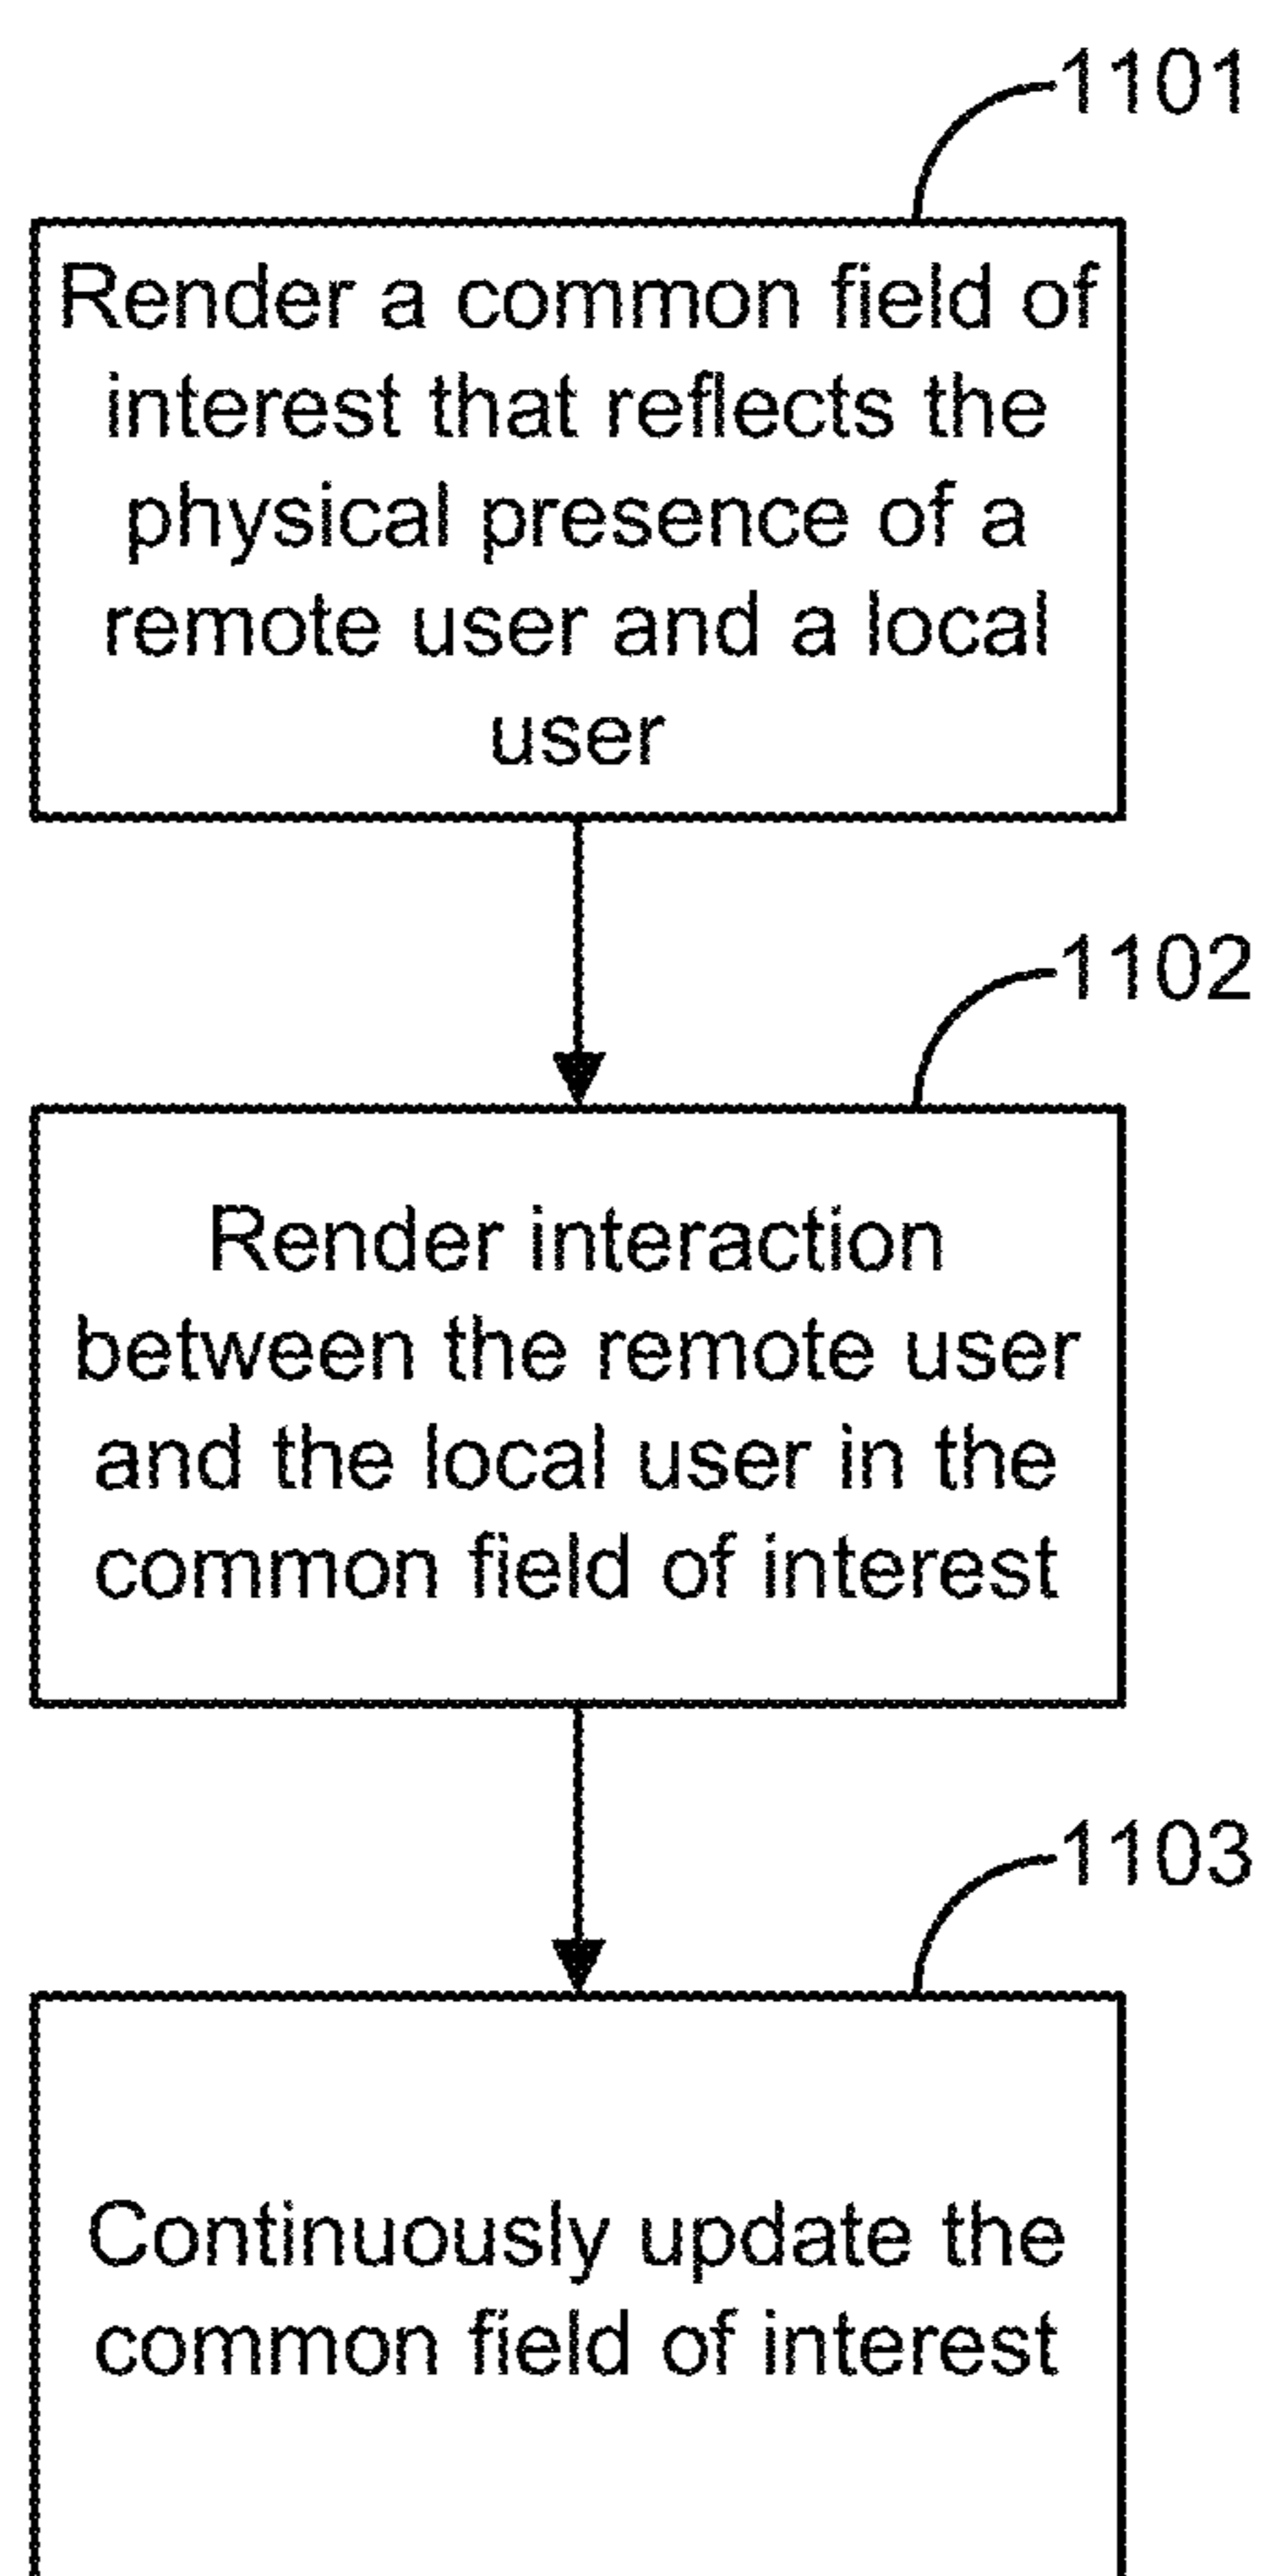 1101
Render a common field of
interest that reflects the
physical presence of a
remote user and a local
user
1102
Render interaction
between the remote user
and the local user in the
common field of interest
1103
Continuously update the
common field of interest